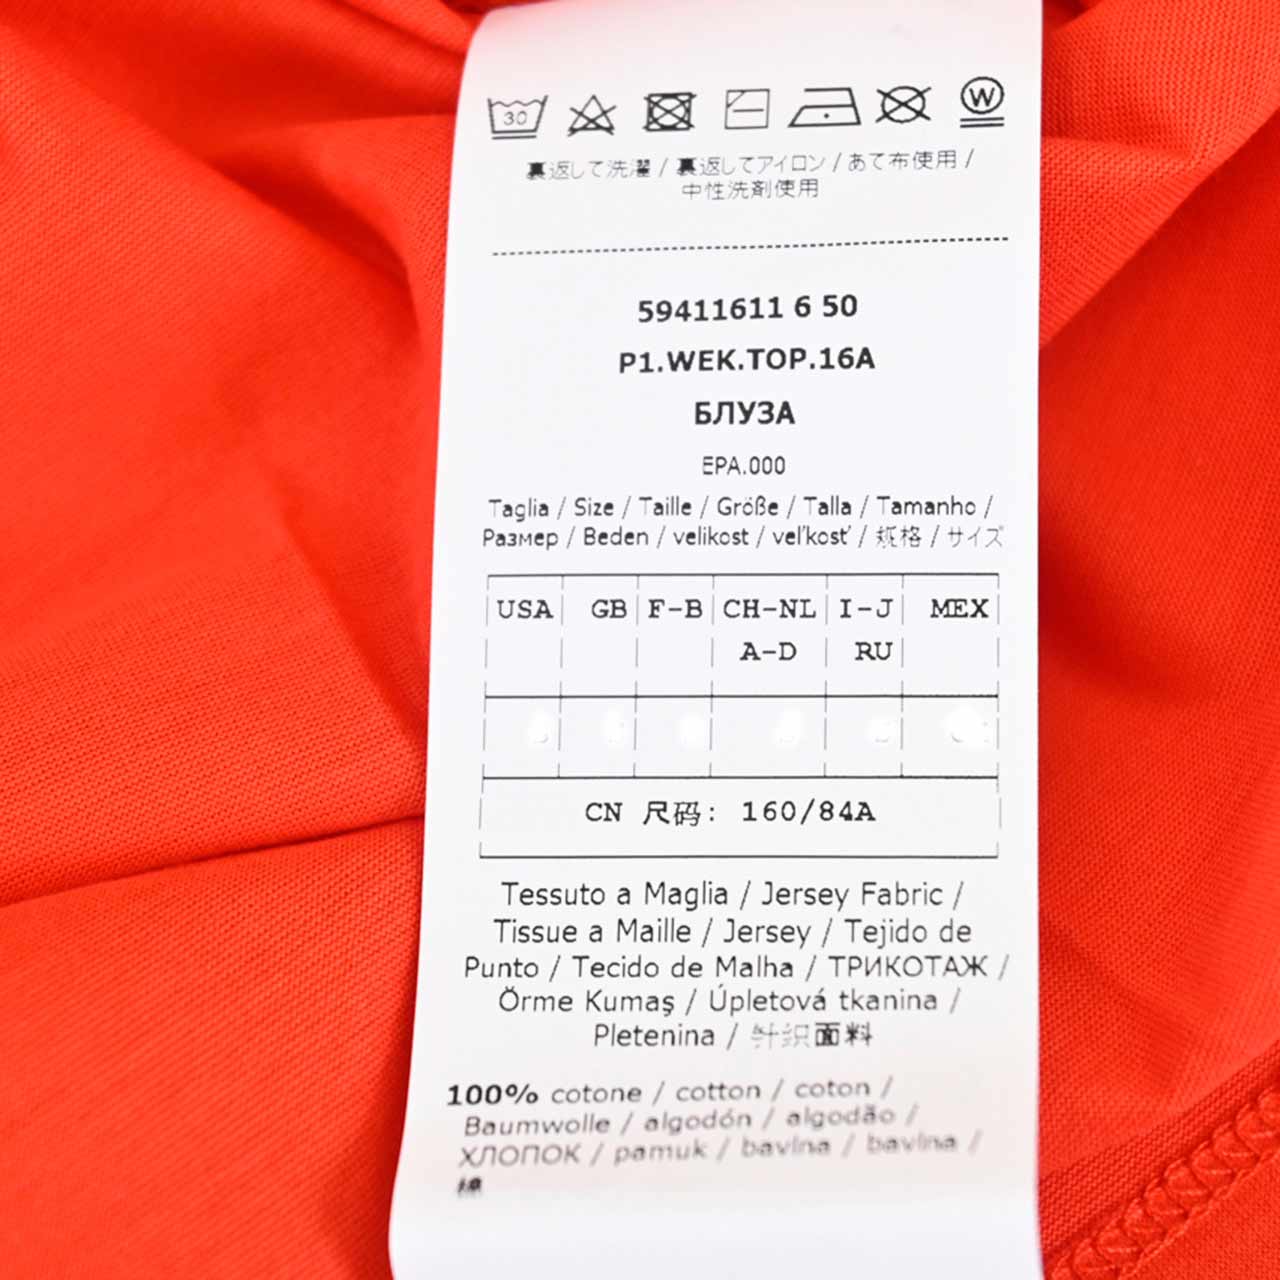 30 W
裏返して洗濯 / 裏返してアイロン / あて布使用 /
中性洗剤使用
59411611 6 50
P1.WEK.TOP.16A
БЛУЗА
EPA.000
Taglia / Size / Taille / Größe / Talla / Tamanho /
Размер / Beden / velikost / veľkosť / 规格 / サイズ
USA GB F-B CH-NL I-J MEX
A-D RU
CN 尺码: 160/84A
Tessuto a Maglia / Jersey Fabric /
Tissue a Maille / Jersey / Tejido de
Punto / Tecido de Malha / ТРИКОТАЖ /
Örme Kumaş / Úpletová tkanina /
Pletenina / 针织面料
100% cotone / cotton / coton /
Baumwolle / algodón / algodão /
ХЛОПОК / pamuk / bavlna / bavlna /